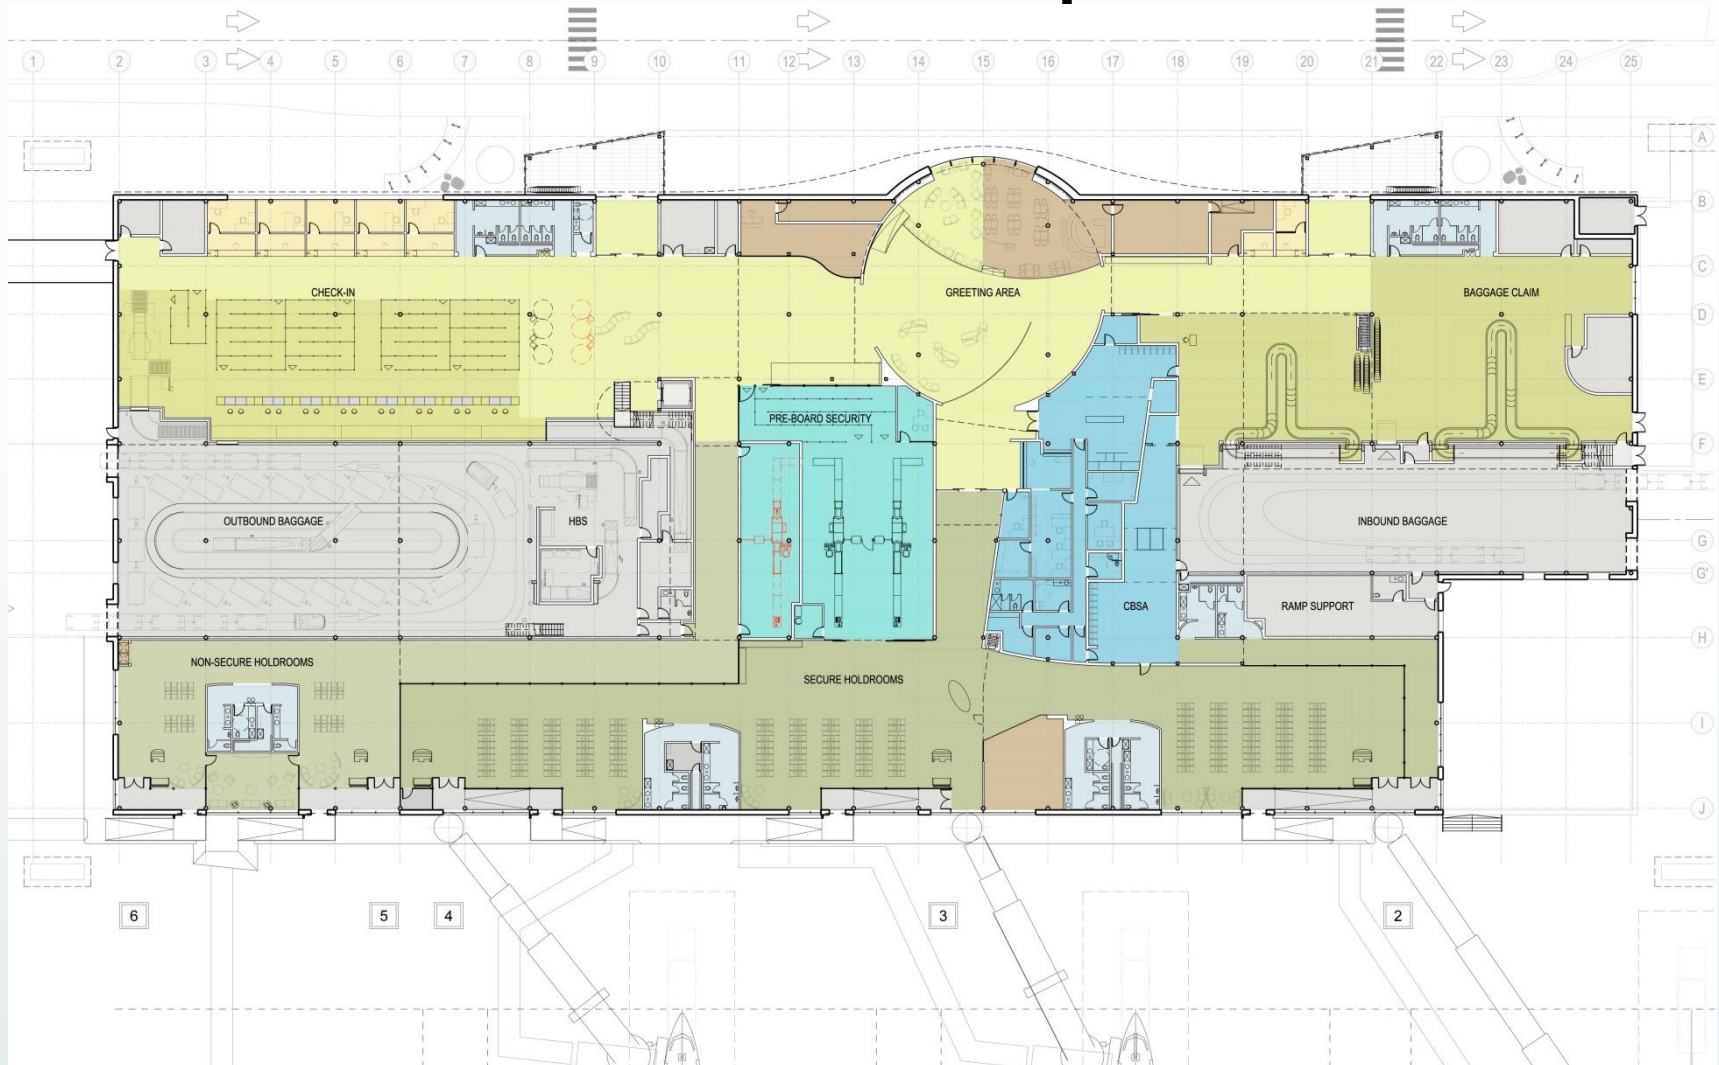 1 2 3 4 5 6 7 8 9 10 11 12 13 14 15 16 17 18 19 20 21 22 23 24 25
A
B
C
CHECK-IN GREETING AREA BAGGAGE CLAIM
D
E
PRE-BOARD SECURITY
F
OUTBOUND BAGGAGE HBS INBOUND BAGGAGE
G
G'
CBSA RAMP SUPPORT
H
NON-SECURE HOLDROOMS SECURE HOLDROOMS
I
J
6 5 4 3 2